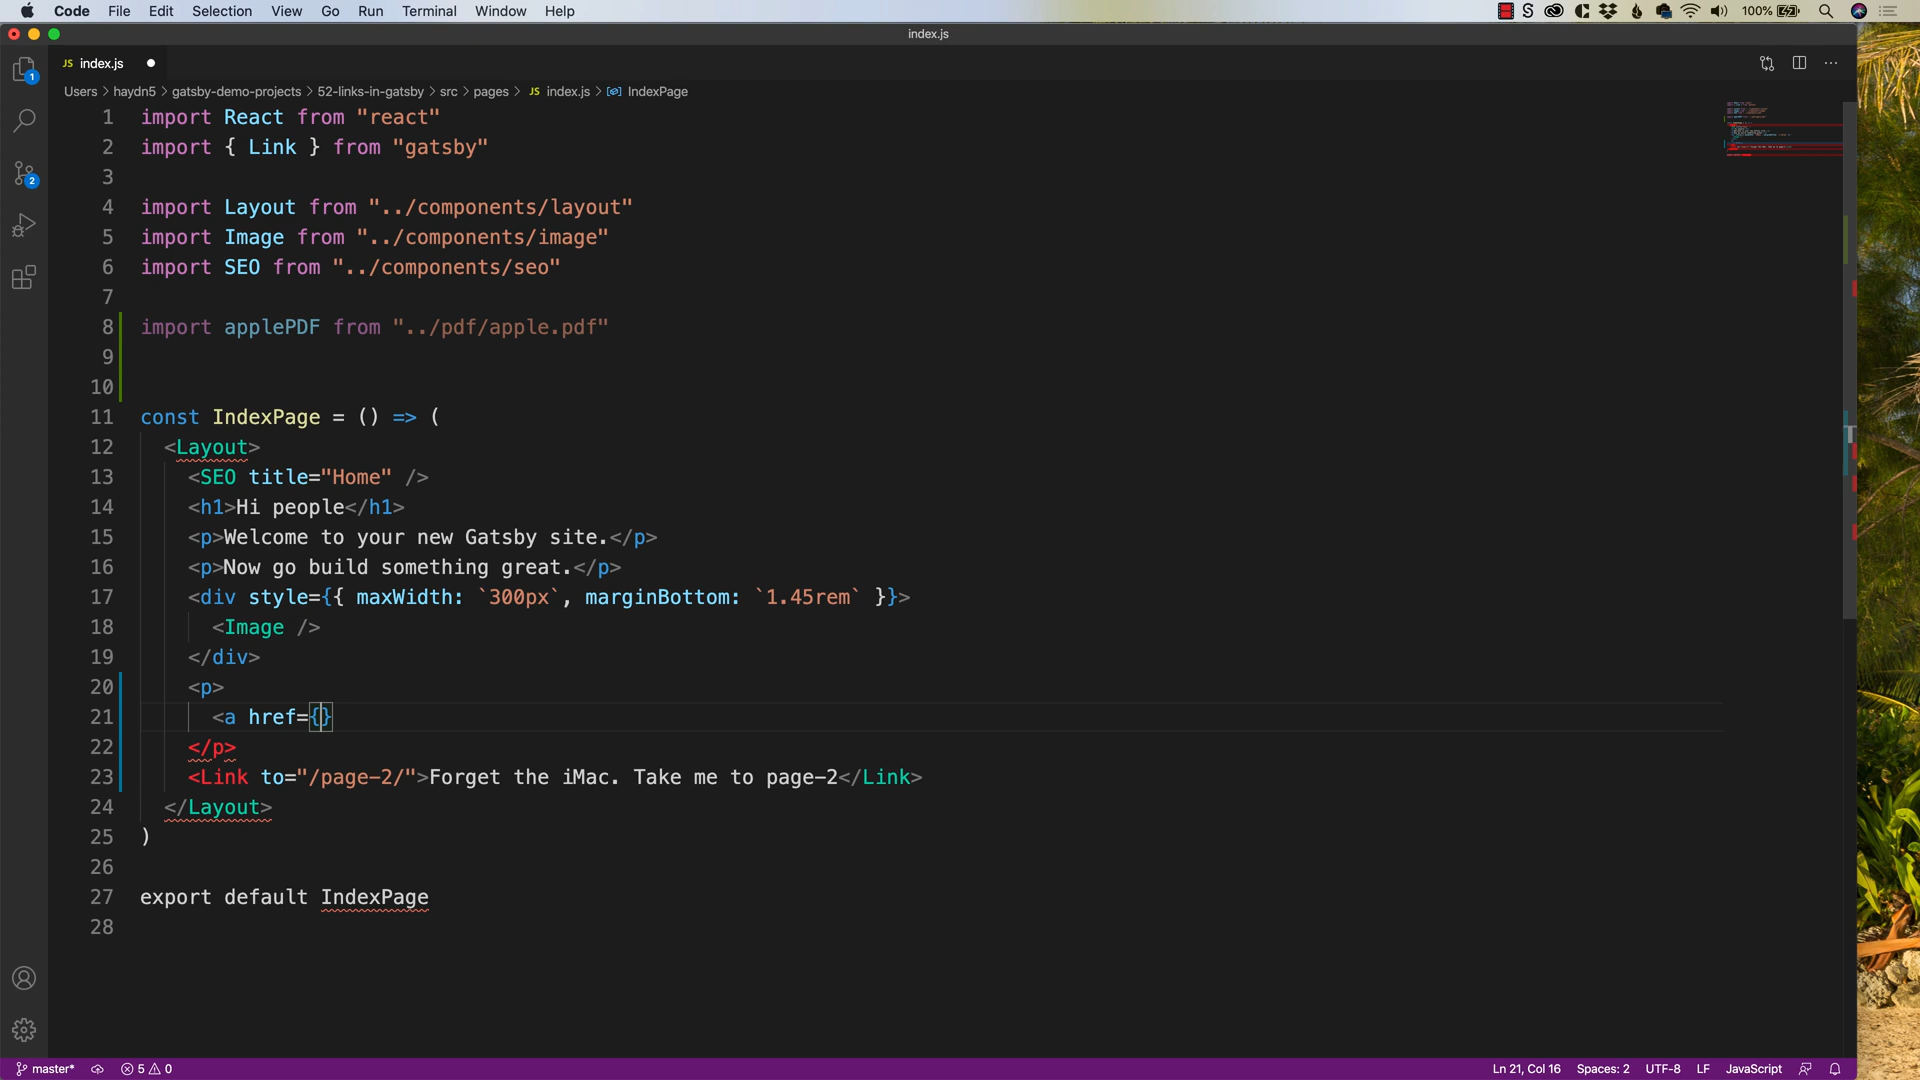 Code File Edit Selection View Go Run Terminal Window Help 100%
index.js
JS index.js
Users > haydn5 > gatsby-demo-projects > 52-links-in-gatsby > src > pages > JS index.js > IndexPage
1 import React from "react"
2 import { Link } from "gatsby"
3
4 import Layout from "../components/layout"
5 import Image from "../components/image"
6 import SEO from "../components/seo"
7
8 import applePDF from "../pdf/apple.pdf"
9
10
11 const IndexPage = () => (
12 <Layout>
13 <SEO title="Home" />
14 <h1>Hi people</h1>
15 <p>Welcome to your new Gatsby site.</p>
16 <p>Now go build something great.</p>
17 <div style={{ maxWidth: `300px`, marginBottom: `1.45rem` }}>
18 <Image />
19 </div>
20 <p>
21 <a href={}
22 </p>
23 <Link to="/page-2/">Forget the iMac. Take me to page-2</Link>
24 </Layout>
25 )
26
27 export default IndexPage
28
1
2
master* 5 0 Ln 21, Col 16 Spaces: 2 UTF-8 LF JavaScript